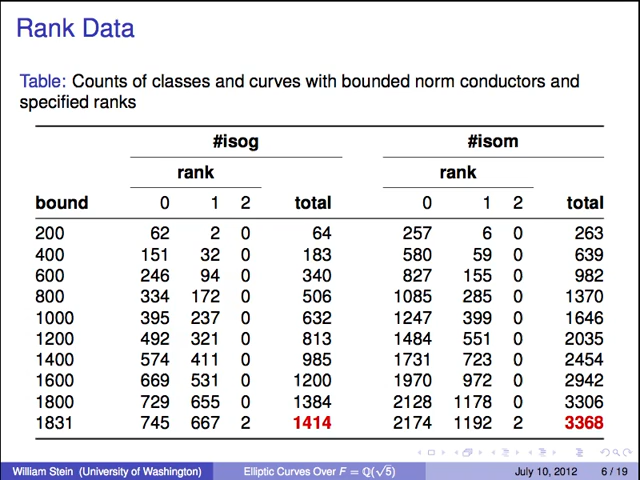 Rank Data
Table: Counts of classes and curves with bounded norm conductors and
specified ranks
#isog #isom
rank rank
bound 0 1 2 total 0 1 2 total
200 62 2 0 64 257 6 0 263
400 151 32 0 183 580 59 0 639
600 246 94 0 340 827 155 0 982
800 334 172 0 506 1085 285 0 1370
1000 395 237 0 632 1247 399 0 1646
1200 492 321 0 813 1484 551 0 2035
1400 574 411 0 985 1731 723 0 2454
1600 669 531 0 1200 1970 972 0 2942
1800 729 655 0 1384 2128 1178 0 3306
1831 745 667 2 1414 2174 1192 2 3368
William Stein (University of Washington) Elliptic Curves Over F = ℚ(√5) July 10, 2012 6 / 19